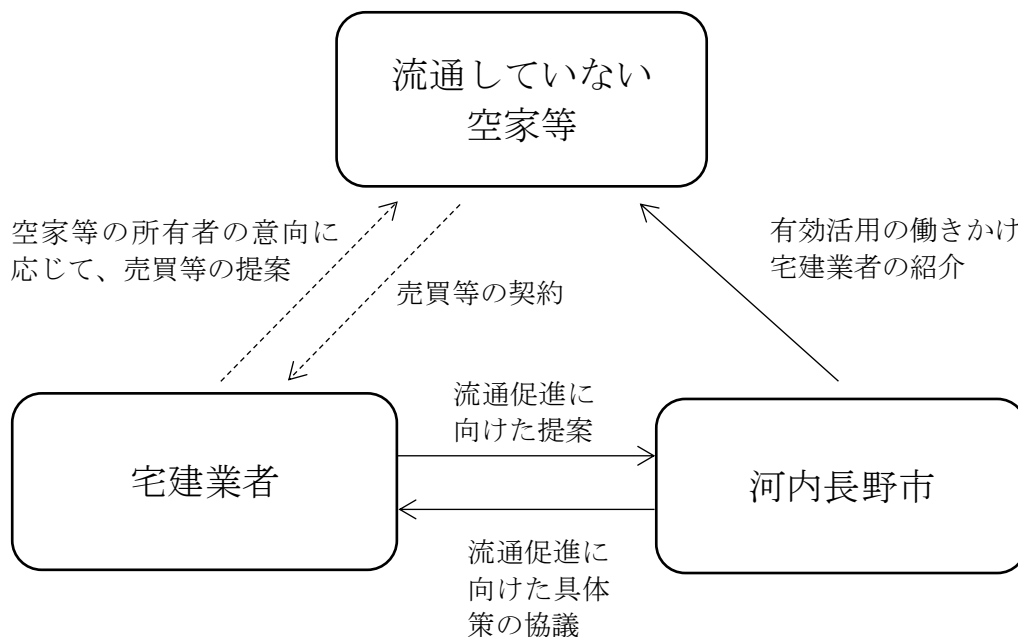 流通していない
空家等
空家等の所有者の意向に
応じて、売買等の提案
売買等の契約
有効活用の働きかけ
宅建業者の紹介
宅建業者
流通促進に
向けた提案
河内長野市
流通促進に
向けた具体
策の協議